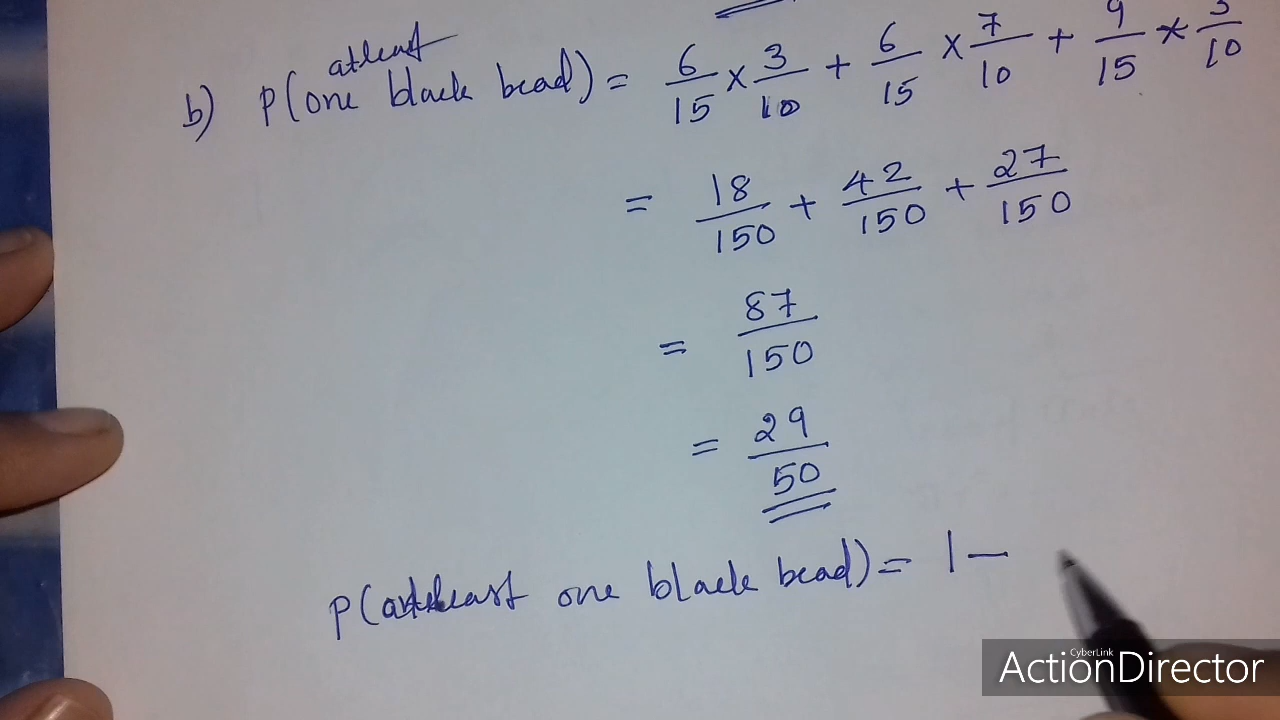 b) P(one atleast black bead) = 6/15 × 3/10 + 6/15 × 7/10 + 9/15 × 3/10
= 18/150 + 42/150 + 27/150
= 87/150
= 29/50
P(atleast one black bead) = 1 –
CyberLink
ActionDirector